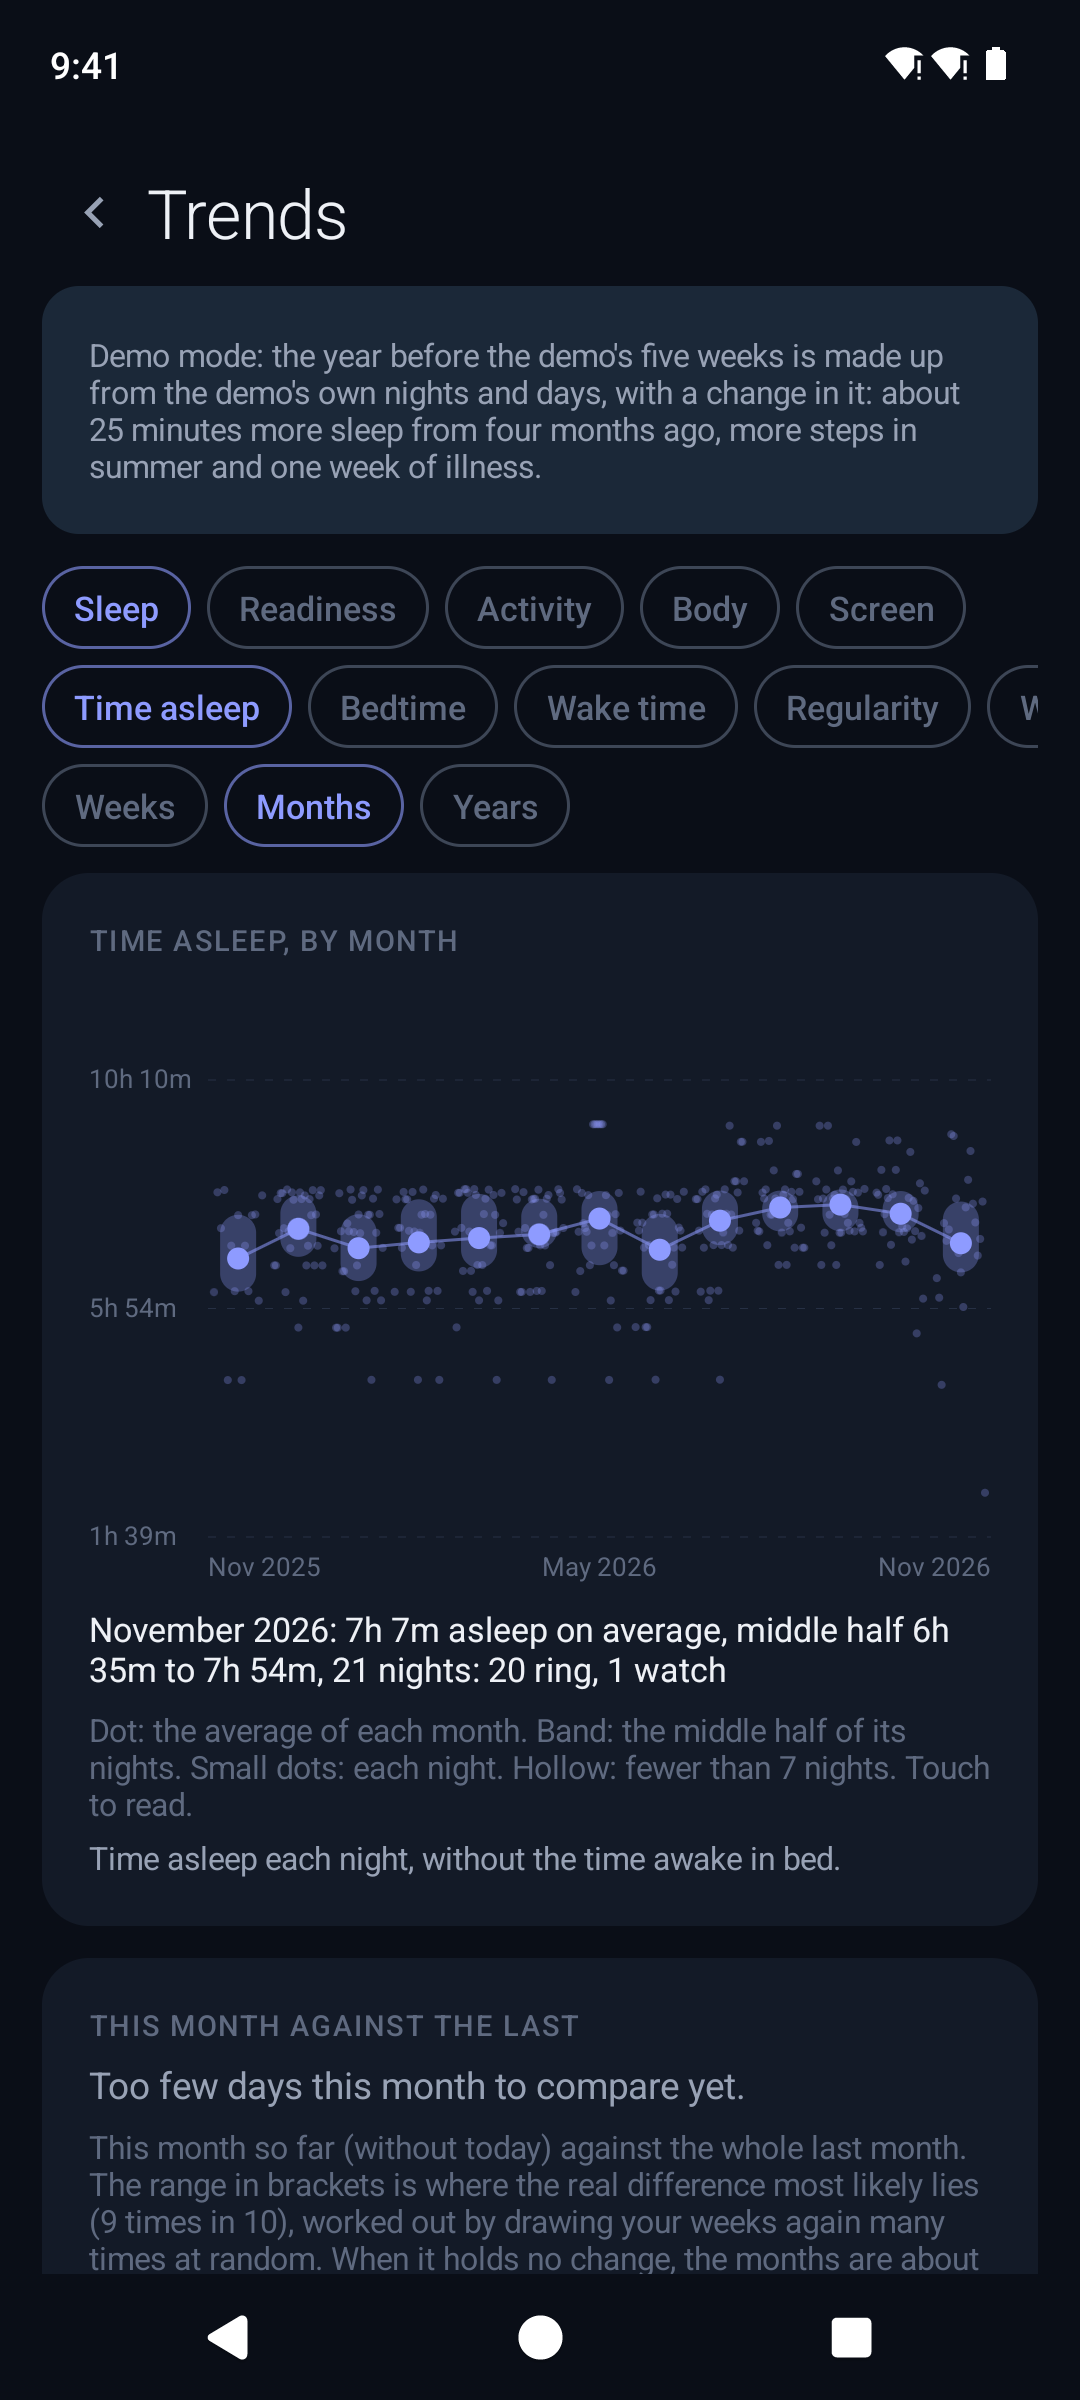 9:41
Trends
Demo mode: the year before the demo's five weeks is made up
from the demo's own nights and days, with a change in it: about
25 minutes more sleep from four months ago, more steps in
summer and one week of illness.
Sleep Readiness Activity Body Screen
Time asleep Bedtime Wake time Regularity
Weeks Months Years
TIME ASLEEP, BY MONTH
10h 10m
5h 54m
1h 39m
Nov 2025 May 2026 Nov 2026
November 2026: 7h 7m asleep on average, middle half 6h
35m to 7h 54m, 21 nights: 20 ring, 1 watch
Dot: the average of each month. Band: the middle half of its
nights. Small dots: each night. Hollow: fewer than 7 nights. Touch
to read.
Time asleep each night, without the time awake in bed.
THIS MONTH AGAINST THE LAST
Too few days this month to compare yet.
This month so far (without today) against the whole last month.
The range in brackets is where the real difference most likely lies
(9 times in 10), worked out by drawing your weeks again many
times at random. When it holds no change, the months are about